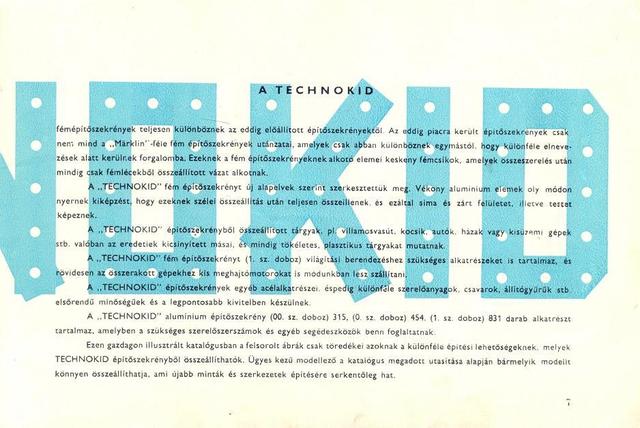 A TECHNOKID
fémépítőszekrények teljesen különböznek az eddig előállított építőszekrényektől. Az eddig piacra került építőszekrények csak
nem mind a „Märklin"-féle fém építőszekrények utánzatai, amelyek csak abban különböznek egymástól, hogy különféle elneve-
zések alatt kerülnek forgalomba. Ezeknek a fém építőszekrényeknek alkotó elemei keskeny fémcsíkok, amelyek összeszerelés után
mindig csak fémlécekből összeállított vázat alkotnak.
A „TECHNOKID" fém építőszekrényt új alapelvek szerint szerkesztettük meg. Vékony aluminium elemek oly módon
nyernek kiképzést, hogy ezeknek szélei összeállítás után teljesen összeillenek, és ezáltal sima és zárt felületet, illetve testet
képeznek.
A „TECHNOKID" építőszekrényből összeállított tárgyak, pl. villamosvasút, kocsik, autók, házak vagy kisüzemi gépek
stb. valóban az eredetiek kicsinyített másai, és mindig tökéletes, plasztikus tárgyakat mutatnak.
A „TECHNOKID" fém építőszekrény (1. sz. doboz) világítási berendezéshez szükséges alkatrészeket is tartalmaz, és
rövidesen az összerakott gépekhez kis meghajtómotorokat is módunkban lesz szállítani.
A „TECHNOKID" építőszekrények egyéb acélalkatrészei, éspedig különféle szerelőanyagok, csavarok, állítógyűrűk stb.
elsőrendű minőségűek és a legpontosabb kivitelben készülnek.
A „TECHNOKID" aluminium építőszekrény (00. sz. doboz) 315, (0. sz. doboz) 454, (1. sz. doboz) 831 darab alkatrészt
tartalmaz, amelyben a szükséges szerelőszerszámok és egyéb segédeszközök benn foglaltatnak.
Ezen gazdagon illusztrált katalógusban a felsorolt ábrák csak töredékei azoknak a különféle építési lehetőségeknek, melyek
TECHNOKID építőszekrényből összeállíthatók. Ügyes kezű modellező a katalógus megadott utasítása alapján bármelyik modellt
könnyen összeállíthatja, ami újabb minták és szerkezetek építésére serkentőleg hat.
NOKID
7